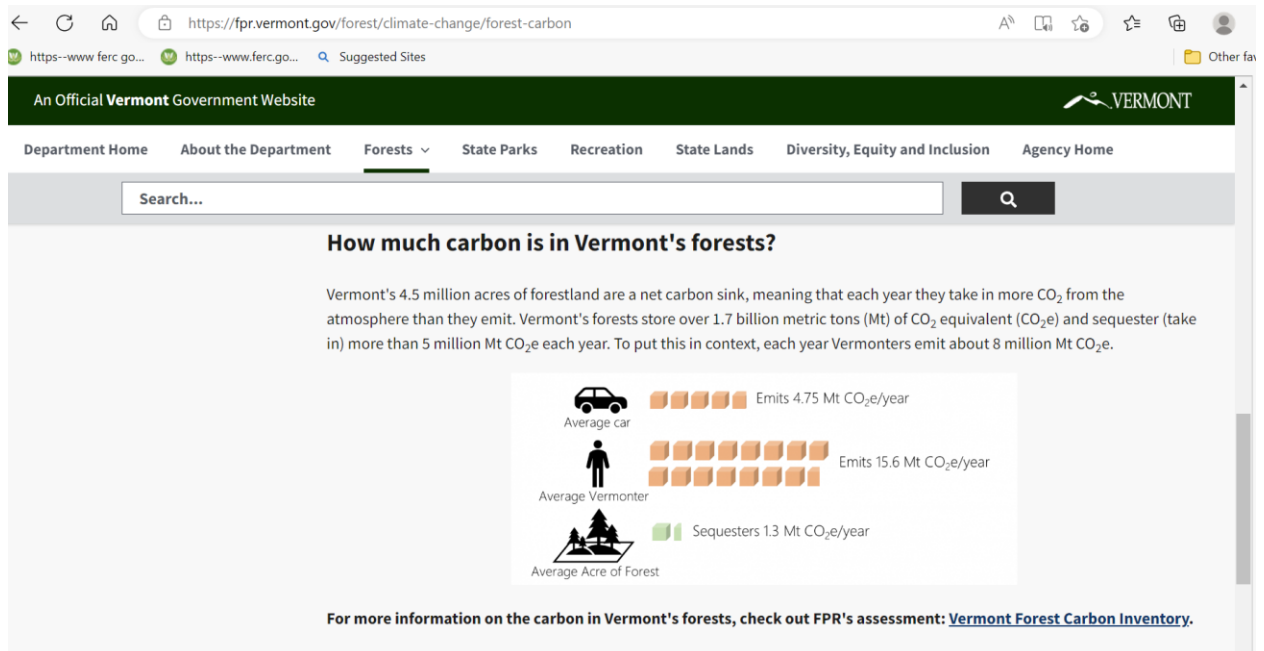 https://fpr.vermont.gov/forest/climate-change/forest-carbon
https--www ferc go... https--www.ferc.go... Suggested Sites Other fav
An Official Vermont Government Website VERMONT
Department Home About the Department Forests State Parks Recreation State Lands Diversity, Equity and Inclusion Agency Home
Search...
How much carbon is in Vermont's forests?
Vermont's 4.5 million acres of forestland are a net carbon sink, meaning that each year they take in more CO₂ from the
atmosphere than they emit. Vermont's forests store over 1.7 billion metric tons (Mt) of CO₂ equivalent (CO₂e) and sequester (take
in) more than 5 million Mt CO₂e each year. To put this in context, each year Vermonters emit about 8 million Mt CO₂e.
Emits 4.75 Mt CO₂e/year
Average car
Emits 15.6 Mt CO₂e/year
Average Vermonter
Sequesters 1.3 Mt CO₂e/year
Average Acre of Forest
For more information on the carbon in Vermont's forests, check out FPR's assessment: Vermont Forest Carbon Inventory.